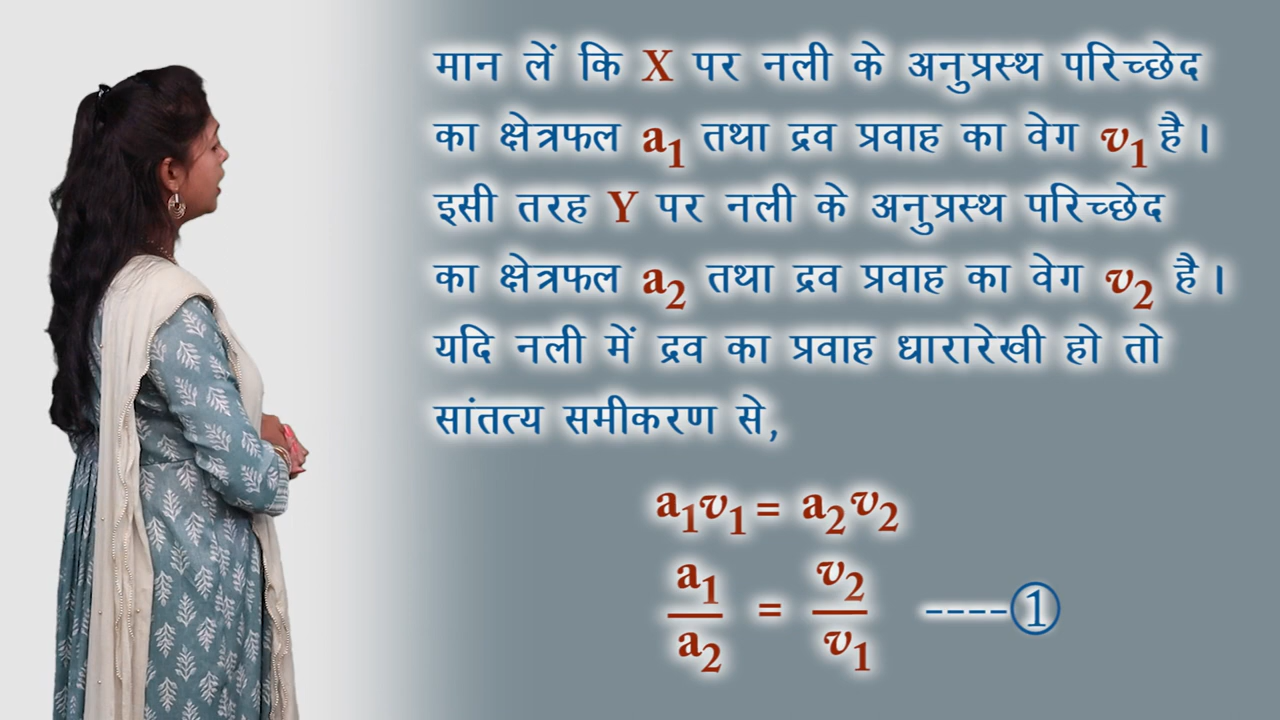 मान लें कि X पर नली के अनुप्रस्थ परिच्छेद
का क्षेत्रफल a₁ तथा द्रव प्रवाह का वेग v₁ है।
इसी तरह Y पर नली के अनुप्रस्थ परिच्छेद
का क्षेत्रफल a₂ तथा द्रव प्रवाह का वेग v₂ है।
यदि नली में द्रव का प्रवाह धारारेखी हो तो
सांतत्य समीकरण से,
a₁v₁ = a₂v₂
a₁/a₂ = v₂/v₁ ----①